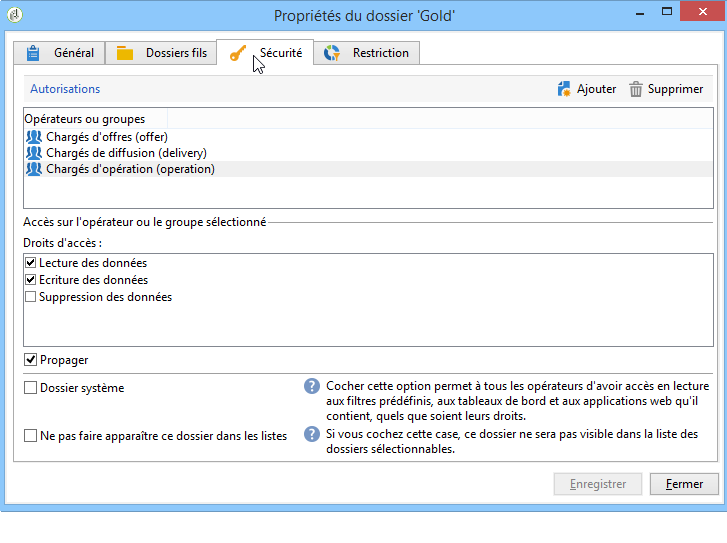 Propriétés du dossier 'Gold'
Général
Dossiers fils
Sécurité
Restriction
Autorisations
Ajouter
Supprimer
Opérateurs ou groupes
Chargés d'offres (offer)
Chargés de diffusion (delivery)
Chargés d'opération (operation)
Accès sur l'opérateur ou le groupe sélectionné
Droits d'accès :
Lecture des données
Ecriture des données
Suppression des données
Propager
Dossier système
Cocher cette option permet à tous les opérateurs d'avoir accès en lecture
aux filtres prédéfinis, aux tableaux de bord et aux applications web qu'il
contient, quels que soient leurs droits.
Ne pas faire apparaître ce dossier dans les listes
Si vous cochez cette case, ce dossier ne sera pas visible dans la liste des
dossiers sélectionnables.
Enregistrer
Fermer